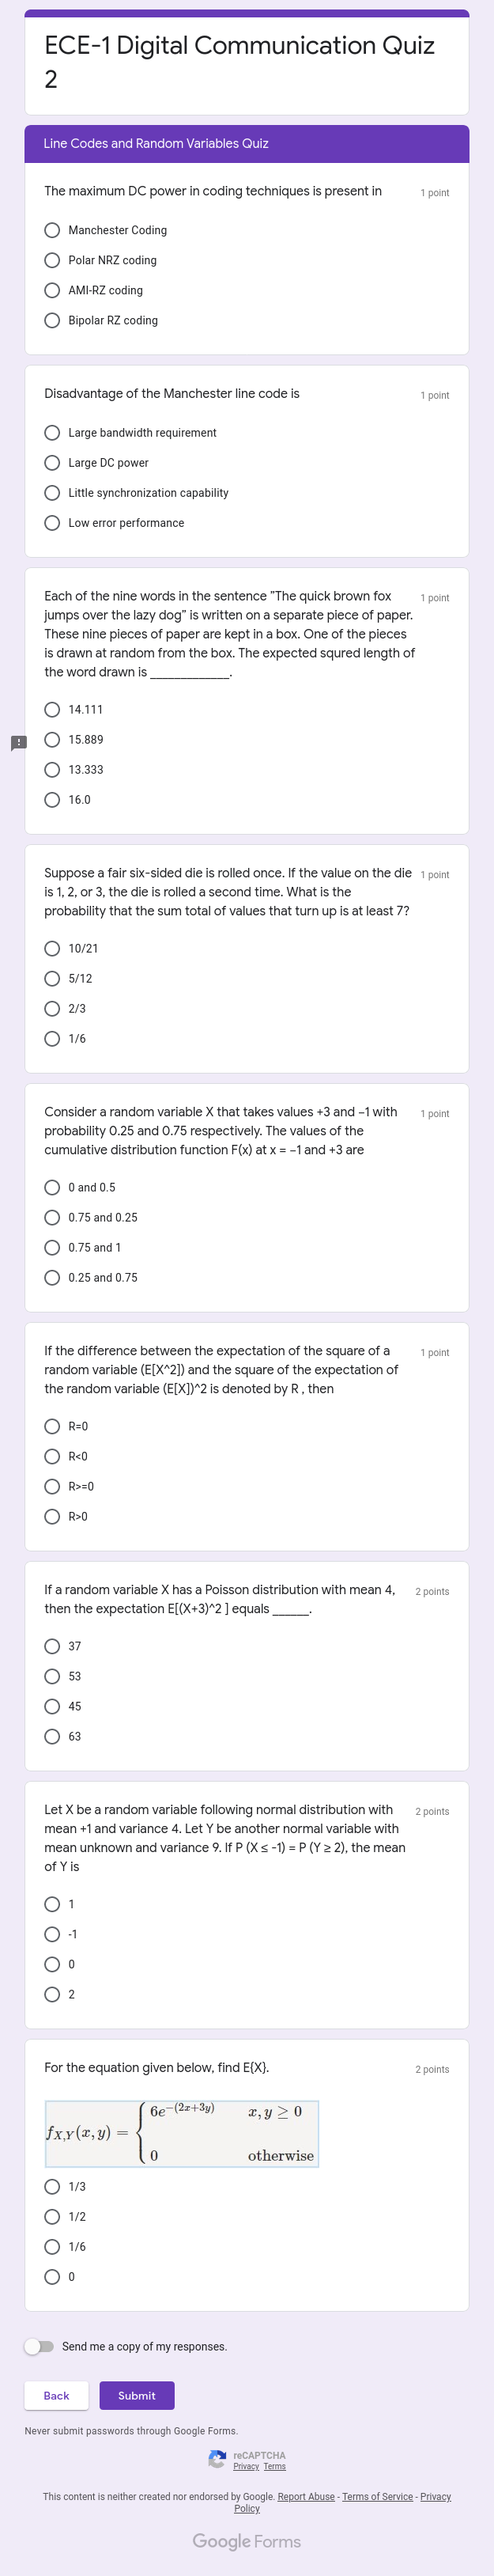 ECE-1 Digital Communication Quiz
2
Line Codes and Random Variables Quiz
The maximum DC power in coding techniques is present in
1 point
Manchester Coding
Polar NRZ coding
AMI-RZ coding
Bipolar RZ coding
Disadvantage of the Manchester line code is
1 point
Large bandwidth requirement
Large DC power
Little synchronization capability
Low error performance
Each of the nine words in the sentence ”The quick brown fox
1 point
jumps over the lazy dog” is written on a separate piece of paper.
These nine pieces of paper are kept in a box. One of the pieces
is drawn at random from the box. The expected squred length of
the word drawn is _____________.
14.111
15.889
13.333
16.0
Suppose a fair six-sided die is rolled once. If the value on the die
1 point
is 1, 2, or 3, the die is rolled a second time. What is the
probability that the sum total of values that turn up is at least 7?
10/21
5/12
2/3
1/6
Consider a random variable X that takes values +3 and −1 with
1 point
probability 0.25 and 0.75 respectively. The values of the
cumulative distribution function F(x) at x = −1 and +3 are
0 and 0.5
0.75 and 0.25
0.75 and 1
0.25 and 0.75
If the difference between the expectation of the square of a
1 point
random variable (E[X^2]) and the square of the expectation of
the random variable (E[X])^2 is denoted by R , then
R=0
R<0
R>=0
R>0
If a random variable X has a Poisson distribution with mean 4,
2 points
then the expectation E[(X+3)^2 ] equals ______.
37
53
45
63
Let X be a random variable following normal distribution with
2 points
mean +1 and variance 4. Let Y be another normal variable with
mean unknown and variance 9. If P (X ≤ -1) = P (Y ≥ 2), the mean
of Y is
1
-1
0
2
For the equation given below, find E{X}.
2 points
f_{X,Y}(x, y) = { 6e^{−(2x+3y)} x, y ≥ 0
0 otherwise
1/3
1/2
1/6
0
Send me a copy of my responses.
Back
Submit
Never submit passwords through Google Forms.
reCAPTCHA
Privacy Terms
This content is neither created nor endorsed by Google. Report Abuse - Terms of Service - Privacy
Policy
Google Forms